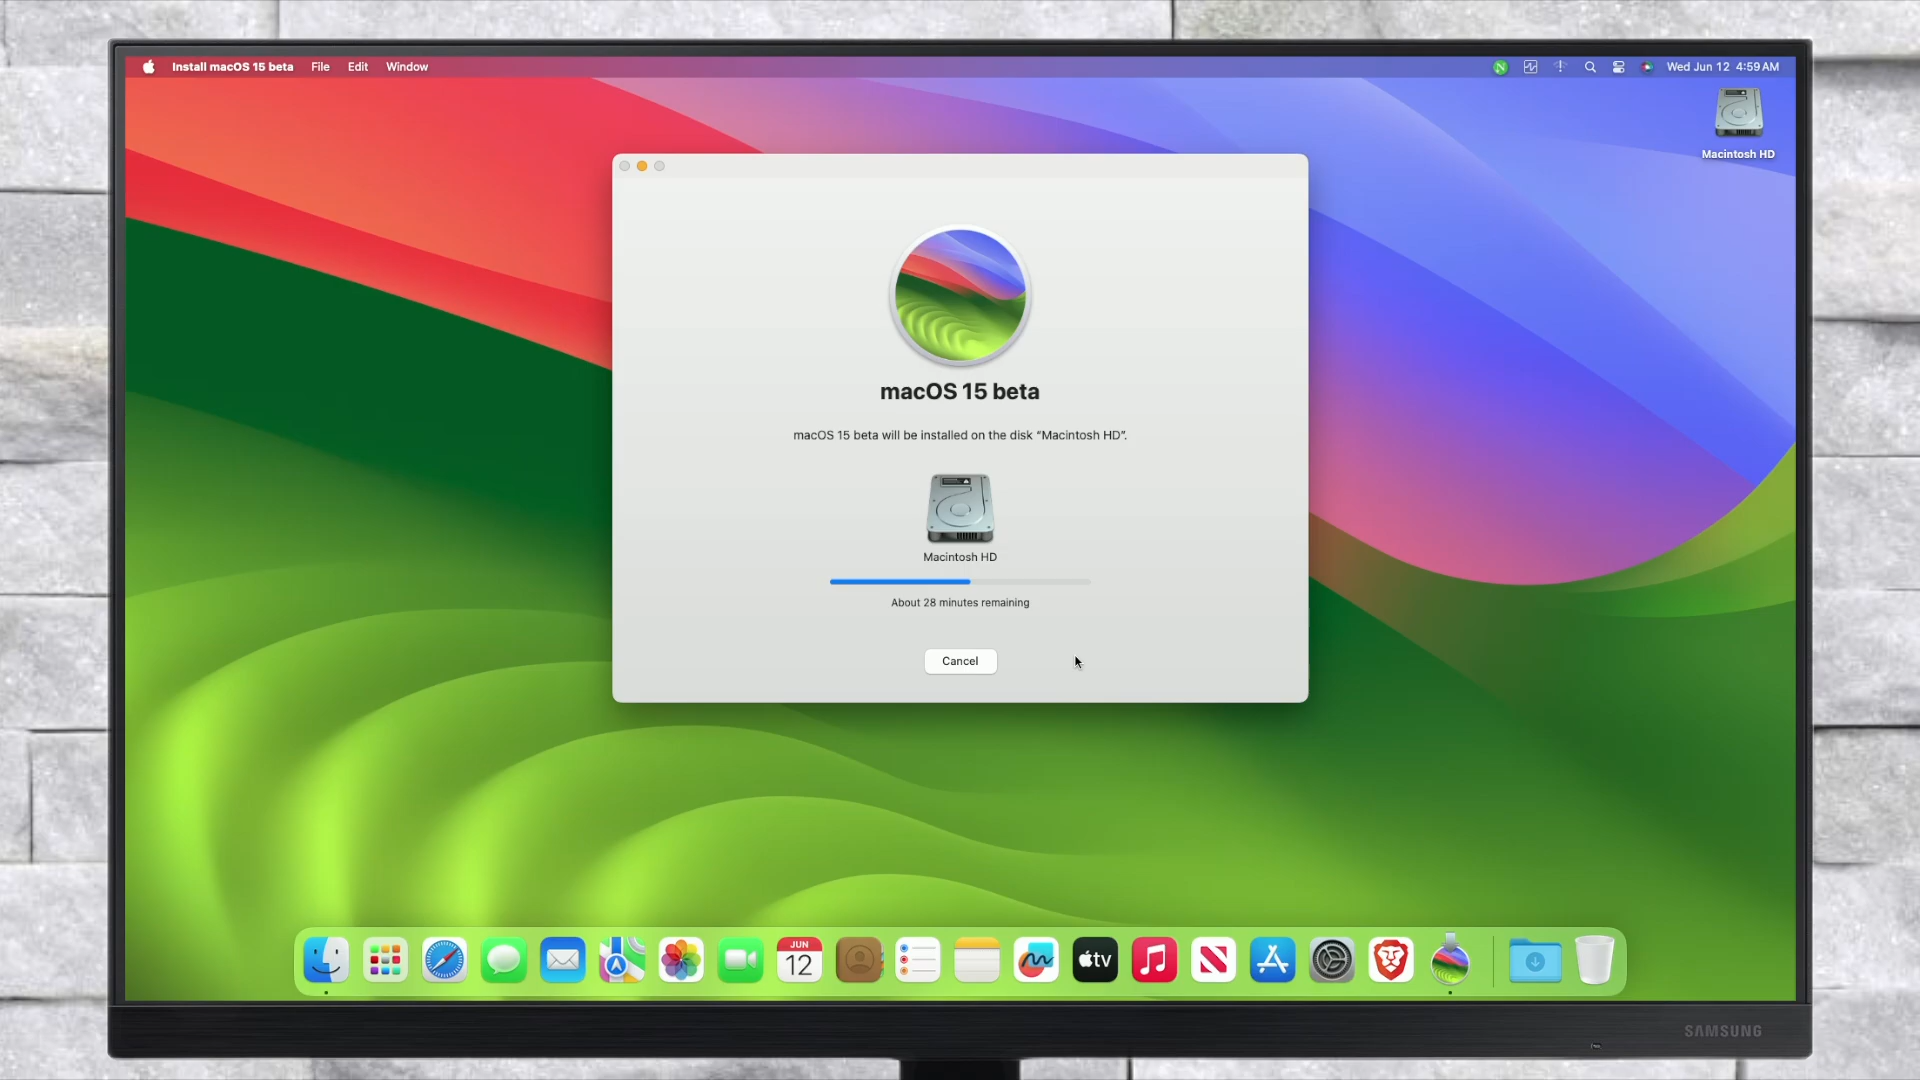 Install macOS 15 beta File Edit Window
N
Wed Jun 12 4:59 AM
Macintosh HD
macOS 15 beta
macOS 15 beta will be installed on the disk “Macintosh HD”.
Macintosh HD
About 28 minutes remaining
Cancel
JUN
12
tv
SAMSUNG